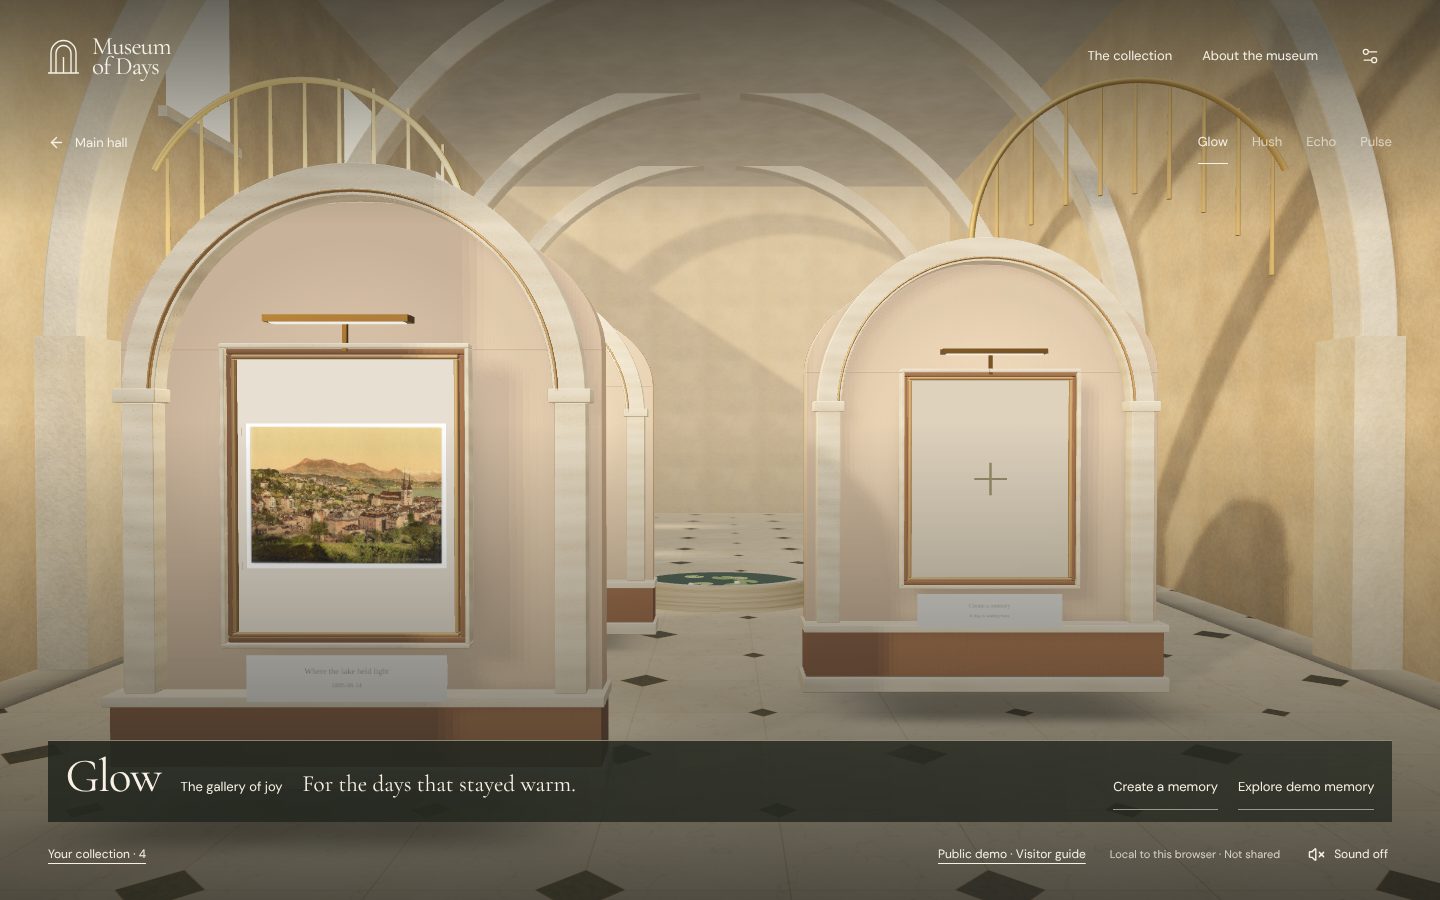 Museum
of Days
The collection
About the museum
Main hall
Glow
Hush
Echo
Pulse
Where the lake held light
Create a memory
Glow
The gallery of joy
For the days that stayed warm.
Create a memory
Explore demo memory
Your collection · 4
Public demo · Visitor guide
Local to this browser · Not shared
Sound off